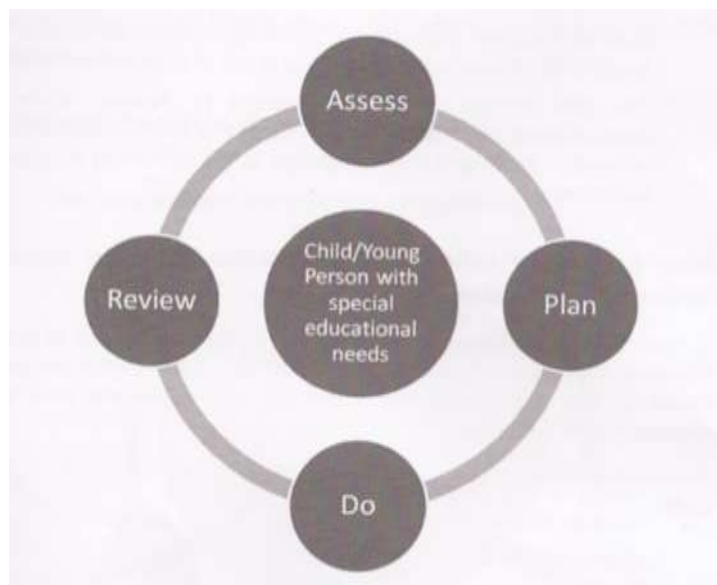 Assess
Child/Young
Person with
special
educational
needs
Review
Plan
Do